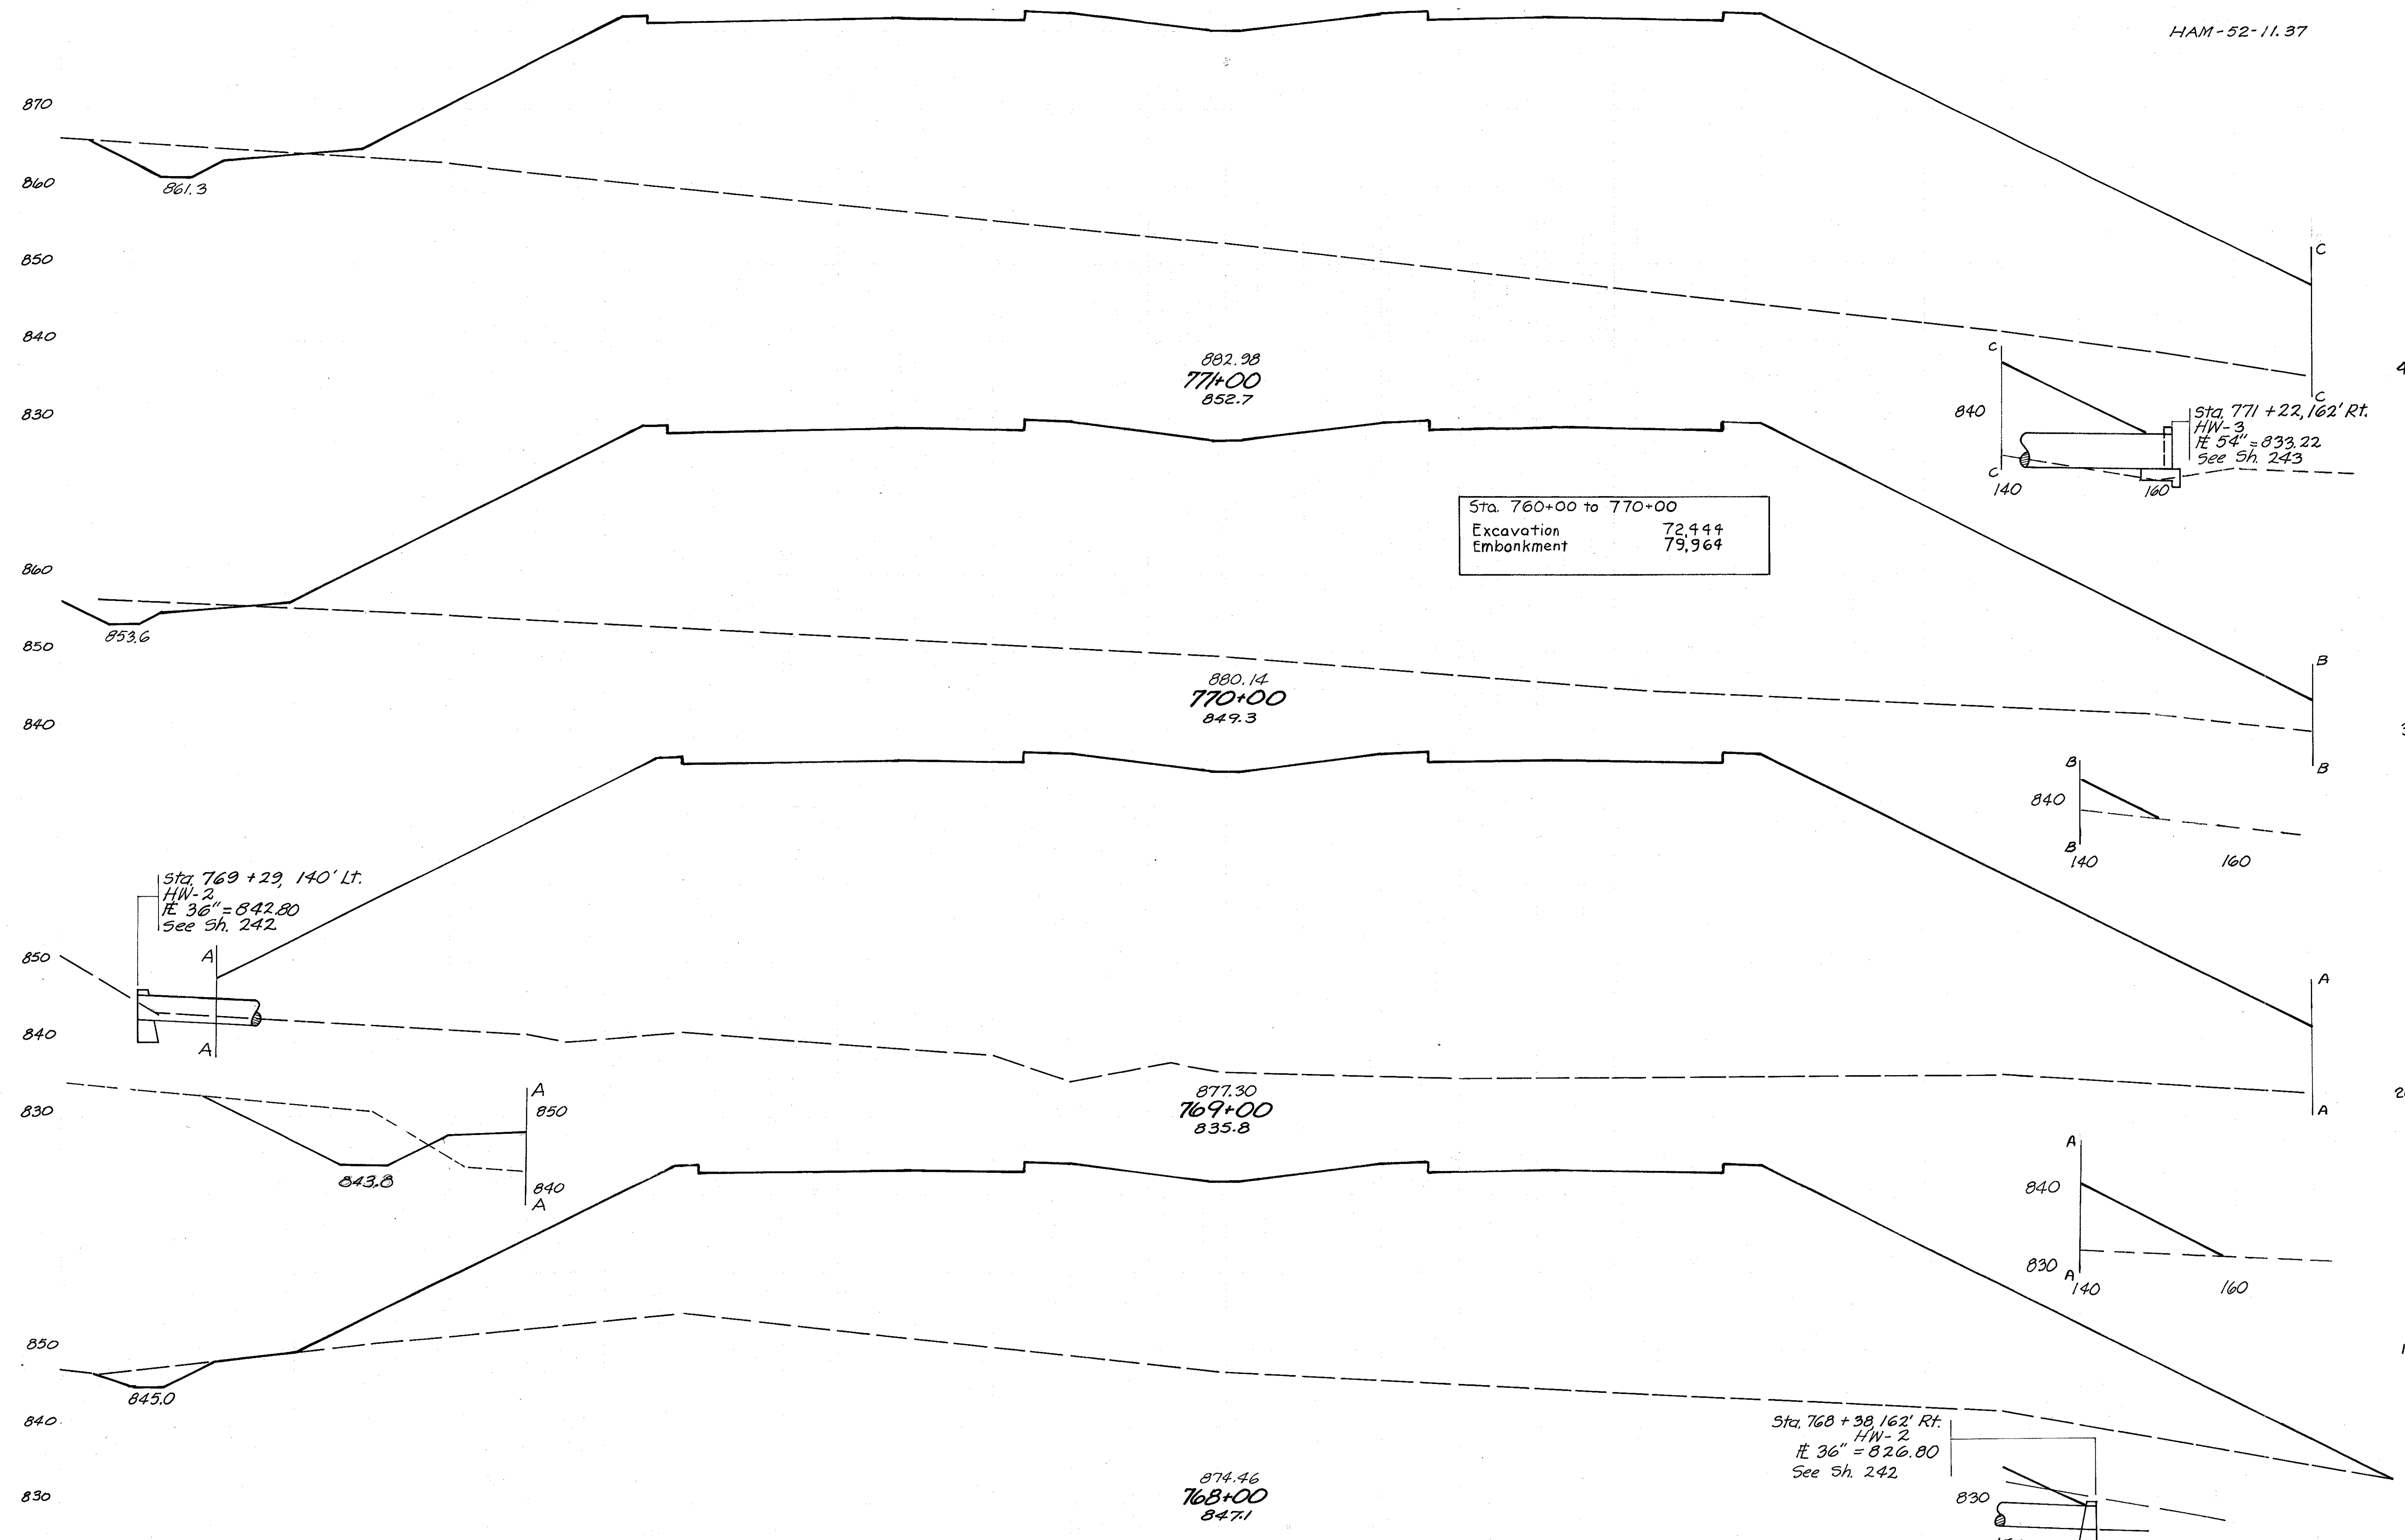 HAM-52-11.37
870
860
861.3
850
C
840
882.98
771+00
852.7
C
C
830
840
Sta. 771 +22, 162' Rt.
HW-3
FE 54" = 833.22
See Sh. 243
C
140
160
Sta. 760+00 to 770+00
Excavation 72,444
Embankment 79,964
860
853.6
850
B
880.14
770+00
849.3
840
B
B
840
B
140
160
Sta. 769 +29, 140' Lt.
HW-2
FE 36" = 842.80
See Sh. 242
850
A
A
840
A
877.30
769+00
835.8
A
830
A
850
843.8
840
A
A
840
830
A
140
160
850
845.0
840
Sta. 768 + 38, 162' Rt.
HW-2
FE 36" = 826.80
See Sh. 242
874.46
768+00
847.1
830
830